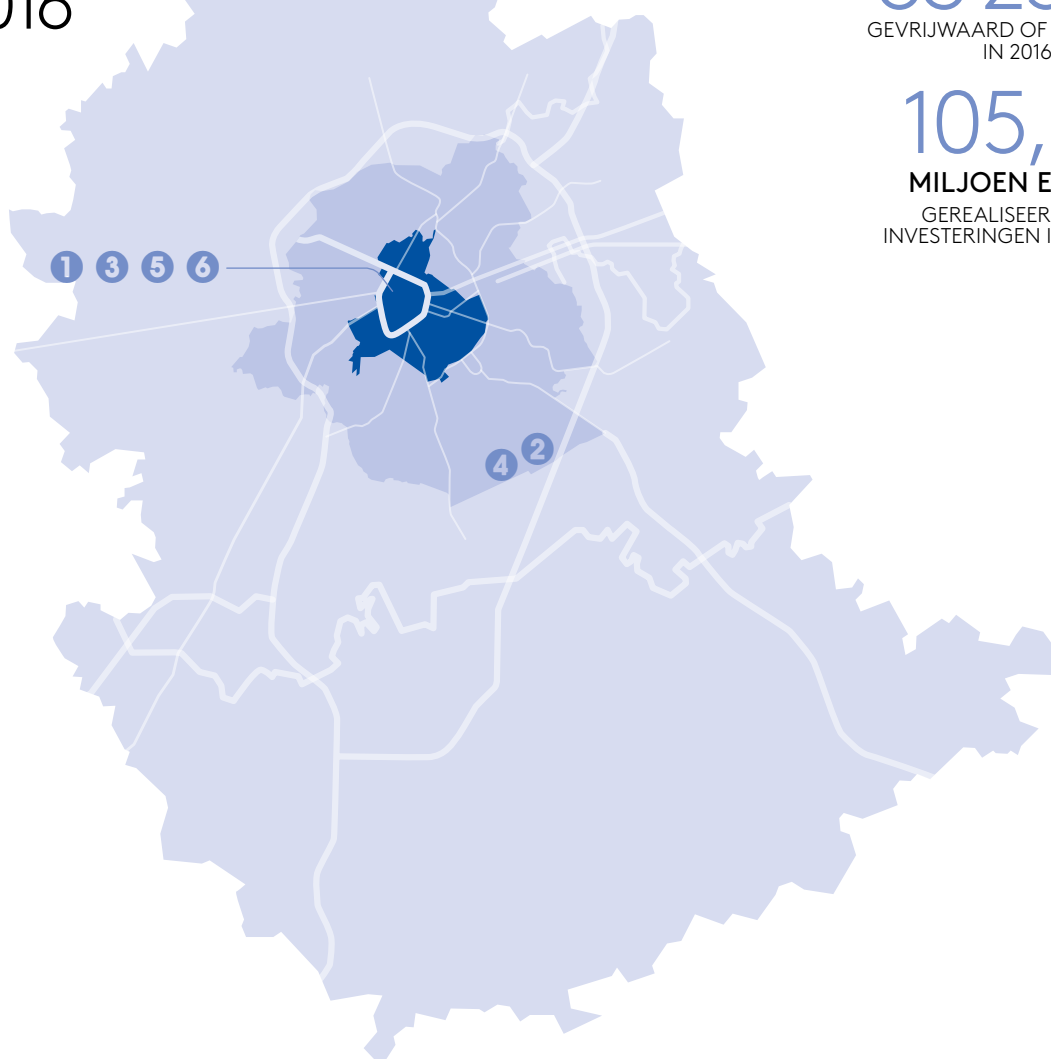 GEVRIJWAARD OF
IN 2016
105,
MILJOEN E
GEREALISEER
INVESTERINGEN I
1 3 5 6
2
4